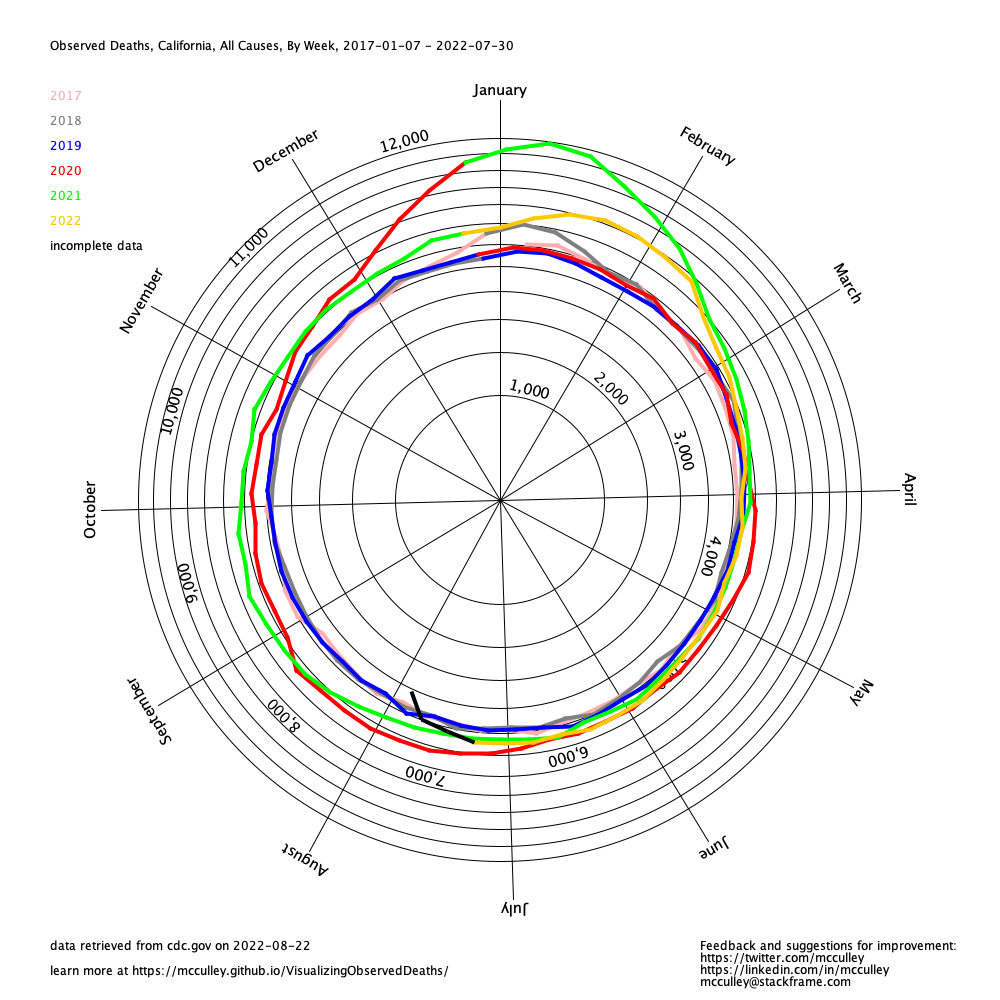 Observed Deaths, California, All Causes, By Week, 2017-01-07 - 2022-07-30
January
2017
2018
2019
2020
2021
2022
incomplete data
December
12,000
February
11,000
November
March
10,000
1,000
2,000
3,000
October
April
9,000
4,000
September
8,000
May
7,000
6,000
August
June
July
data retrieved from cdc.gov on 2022-08-22
learn more at https://mcculley.github.io/VisualizingObservedDeaths/
Feedback and suggestions for improvement:
https://twitter.com/mcculley
https://linkedin.com/in/mcculley
mcculley@stackframe.com